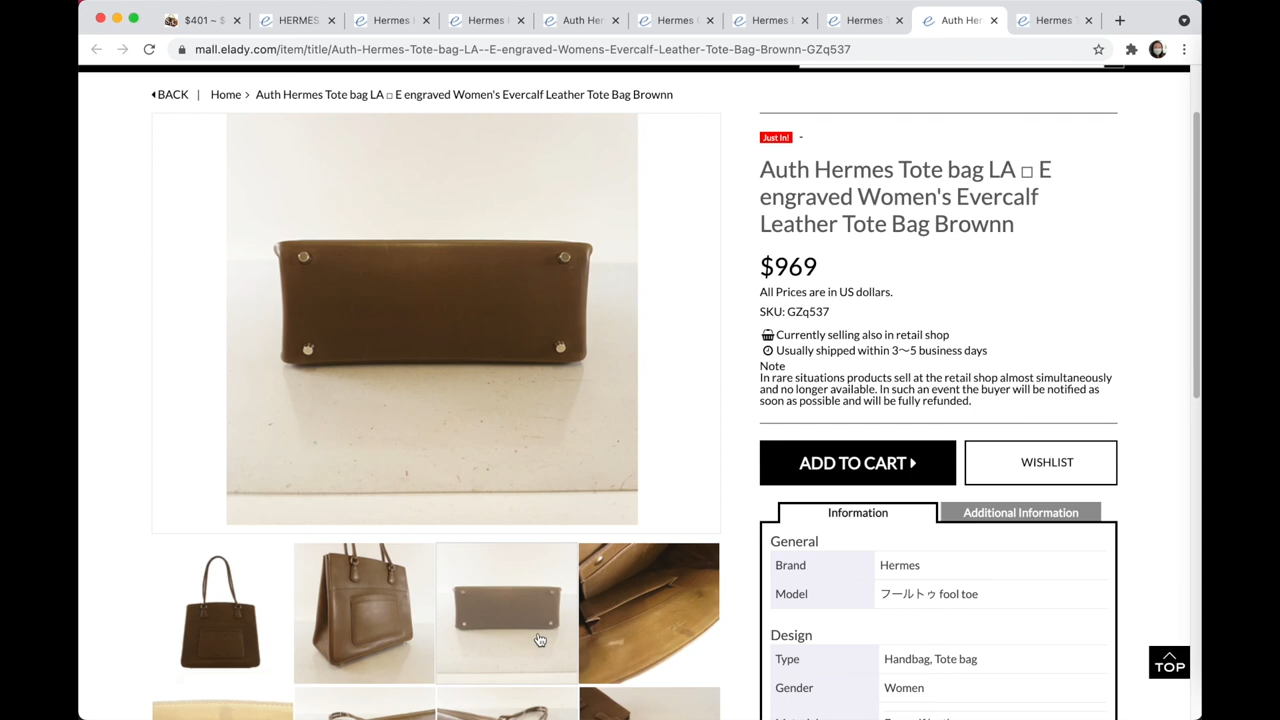 $401 ~ $
HERMES
Hermes
Hermes
Auth Her
Hermes
Hermes L
Hermes T
Auth Her
Hermes T
mall.elady.com/item/title/Auth-Hermes-Tote-bag-LA--E-engraved-Womens-Evercalf-Leather-Tote-Bag-Brownn-GZq537
BACK | Home > Auth Hermes Tote bag LA □ E engraved Women's Evercalf Leather Tote Bag Brownn
Just In! -
Auth Hermes Tote bag LA □ E
engraved Women's Evercalf
Leather Tote Bag Brownn
$969
All Prices are in US dollars.
SKU: GZq537
Currently selling also in retail shop
Usually shipped within 3〜5 business days
Note
In rare situations products sell at the retail shop almost simultaneously
and no longer available. In such an event the buyer will be notified as
soon as possible and will be fully refunded.
ADD TO CART
WISHLIST
Information
Additional Information
General
Brand Hermes
Model フールトゥ fool toe
Design
Type Handbag, Tote bag
TOP
Gender Women